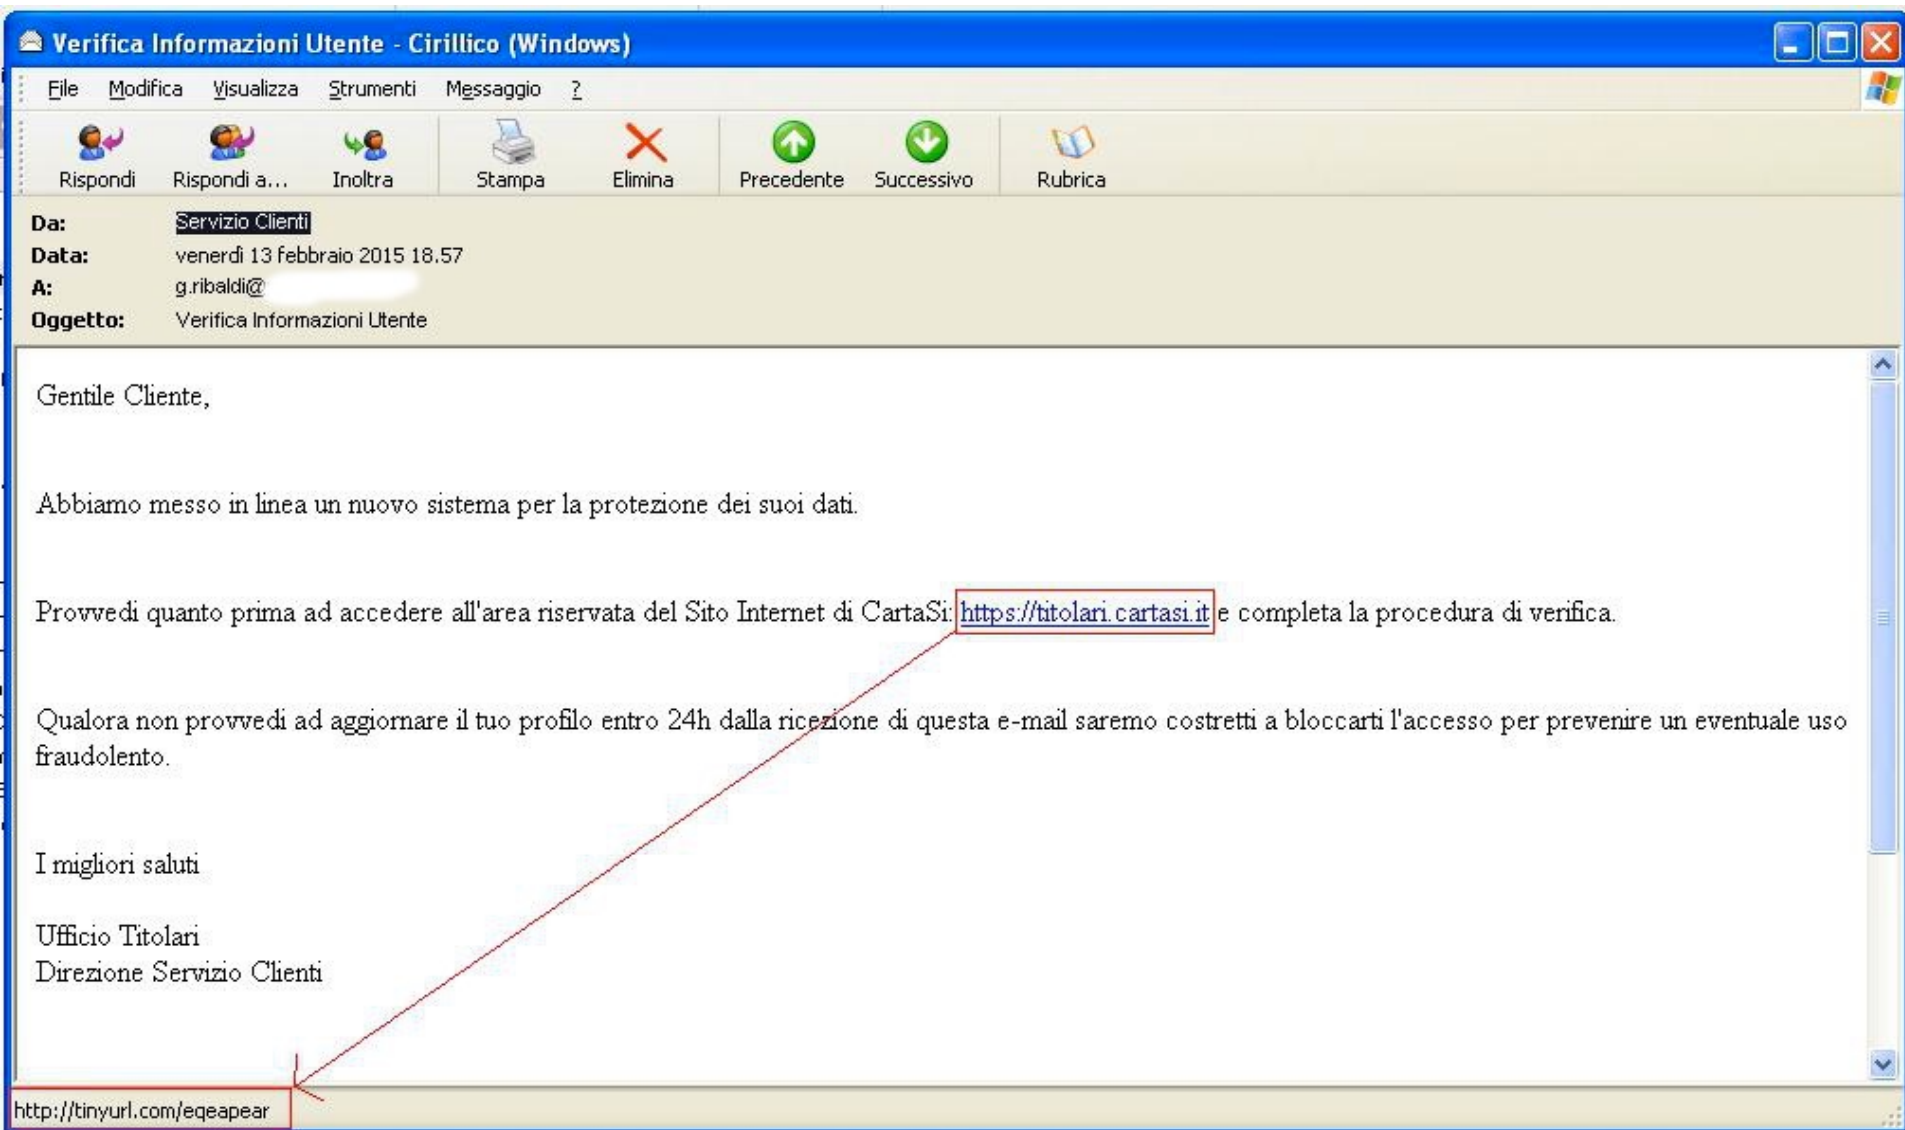 Verifica Informazioni Utente - Cirillico (Windows)
File Modifica Visualizza Strumenti Messaggio ?
Rispondi Rispondi a... Inoltra Stampa Elimina Precedente Successivo Rubrica
Da: Servizio Clienti
Data: venerdì 13 febbraio 2015 18.57
A: g.ribaldi@
Oggetto: Verifica Informazioni Utente
Gentile Cliente,
Abbiamo messo in linea un nuovo sistema per la protezione dei suoi dati.
Provvedi quanto prima ad accedere all'area riservata del Sito Internet di CartaSi: https://titolari.cartasi.it e completa la procedura di verifica.
Qualora non provvedi ad aggiornare il tuo profilo entro 24h dalla ricezione di questa e-mail saremo costretti a bloccarti l'accesso per prevenire un eventuale uso
fraudolento.
I migliori saluti
Ufficio Titolari
Direzione Servizio Clienti
http://tinyurl.com/eqeapear